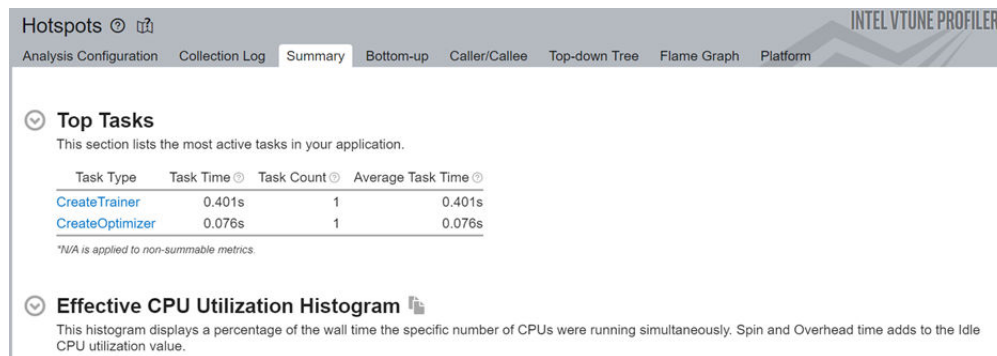 Hotspots
INTEL VTUNE PROFILER
Analysis Configuration Collection Log Summary Bottom-up Caller/Callee Top-down Tree Flame Graph Platform
Top Tasks
This section lists the most active tasks in your application.
Task Type Task Time Task Count Average Task Time
CreateTrainer 0.401s 1 0.401s
CreateOptimizer 0.076s 1 0.076s
*N/A is applied to non-summable metrics.
Effective CPU Utilization Histogram
This histogram displays a percentage of the wall time the specific number of CPUs were running simultaneously. Spin and Overhead time adds to the Idle
CPU utilization value.